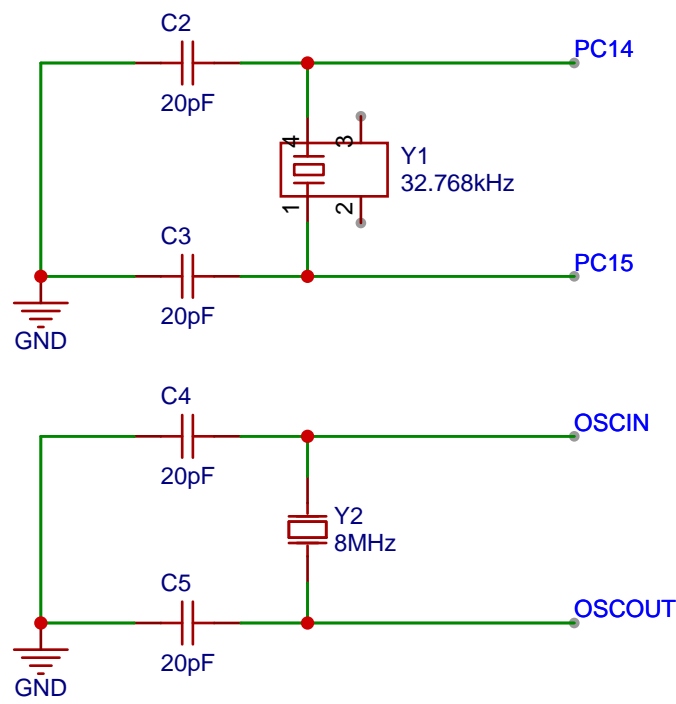 C2
20pF
PC14
4
3
Y1
32.768kHz
1
2
C3
20pF
PC15
GND
C4
20pF
OSCIN
Y2
8MHz
C5
20pF
OSCOUT
GND